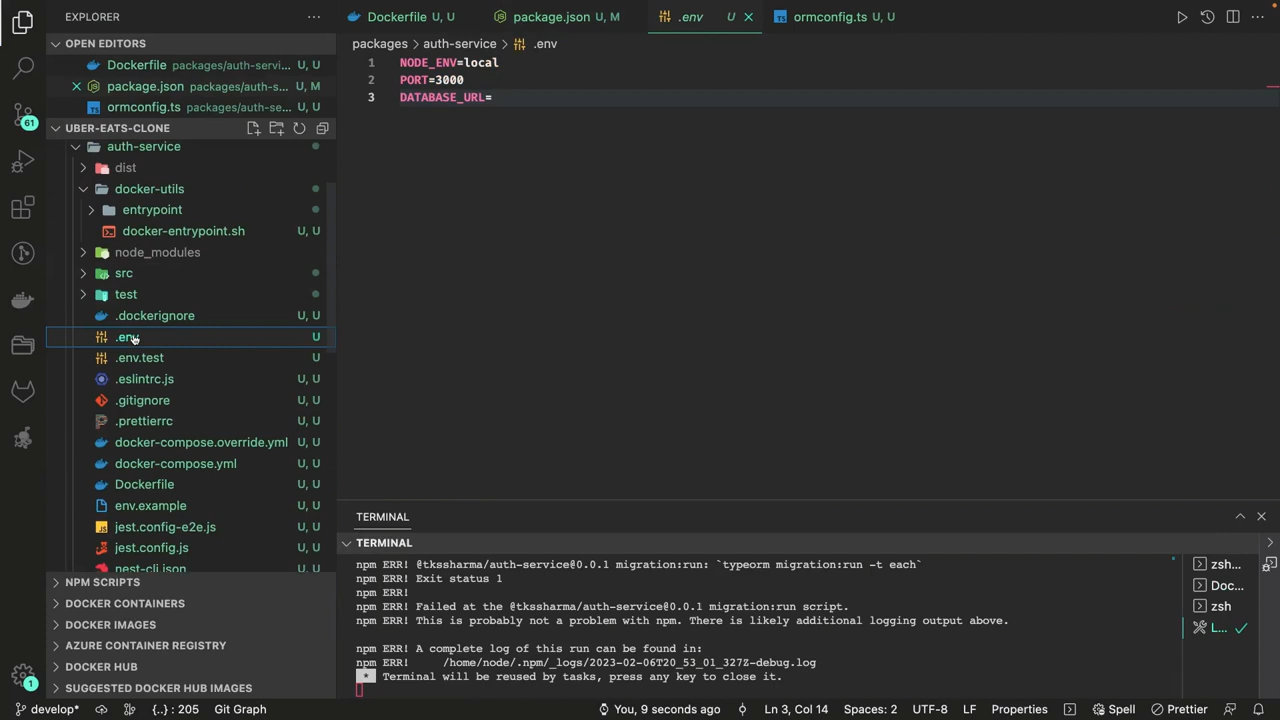 EXPLORER
Dockerfile U, U
package.json U, M
.env U
ormconfig.ts U, U
OPEN EDITORS
Dockerfile packages/auth-servi... U, U
package.json packages/auth-... U, M
ormconfig.ts packages/auth-se... U, U
UBER-EATS-CLONE
auth-service
dist
docker-utils
entrypoint
docker-entrypoint.sh U, U
node_modules
src
test
.dockerignore U, U
.env U
.env.test U
.eslintrc.js U, U
.gitignore U, U
.prettierrc U, U
docker-compose.override.yml U, U
docker-compose.yml U, U
Dockerfile U, U
env.example U, U
jest.config-e2e.js U, U
jest.config.js U, U
nest-cli.json U, U
NPM SCRIPTS
DOCKER CONTAINERS
DOCKER IMAGES
AZURE CONTAINER REGISTRY
DOCKER HUB
SUGGESTED DOCKER HUB IMAGES
61
1
packages > auth-service > .env
1 NODE_ENV=local
2 PORT=3000
3 DATABASE_URL=
TERMINAL
TERMINAL
npm ERR! @tkssharma/auth-service@0.0.1 migration:run: `typeorm migration:run -t each`
npm ERR! Exit status 1
npm ERR!
npm ERR! Failed at the @tkssharma/auth-service@0.0.1 migration:run script.
npm ERR! This is probably not a problem with npm. There is likely additional logging output above.
npm ERR! A complete log of this run can be found in:
npm ERR! /home/node/.npm/_logs/2023-02-06T20_53_01_327Z-debug.log
* Terminal will be reused by tasks, press any key to close it.
zsh...
Doc...
zsh
L...
develop*
{..} : 205
Git Graph
You, 9 seconds ago
Ln 3, Col 14
Spaces: 2
UTF-8
LF
Properties
Spell
Prettier